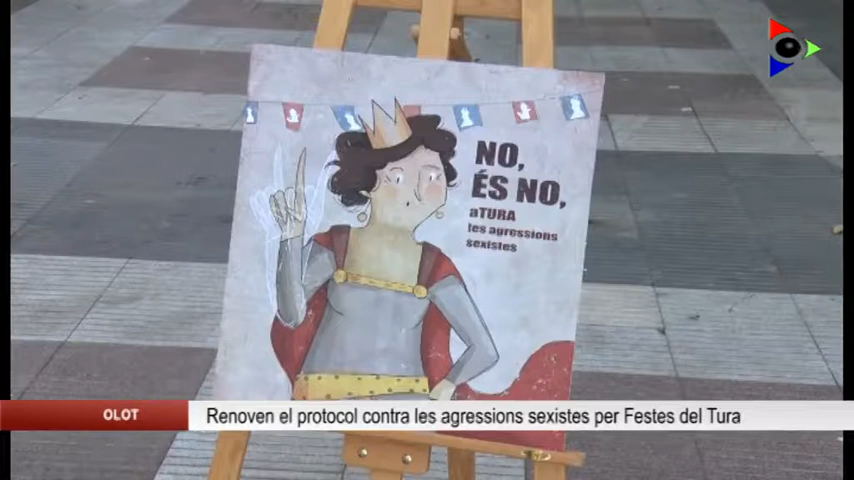 NO,
ÉS NO,
aTURA
les agressions
sexistes
OLOT
Renoven el protocol contra les agressions sexistes per Festes del Tura